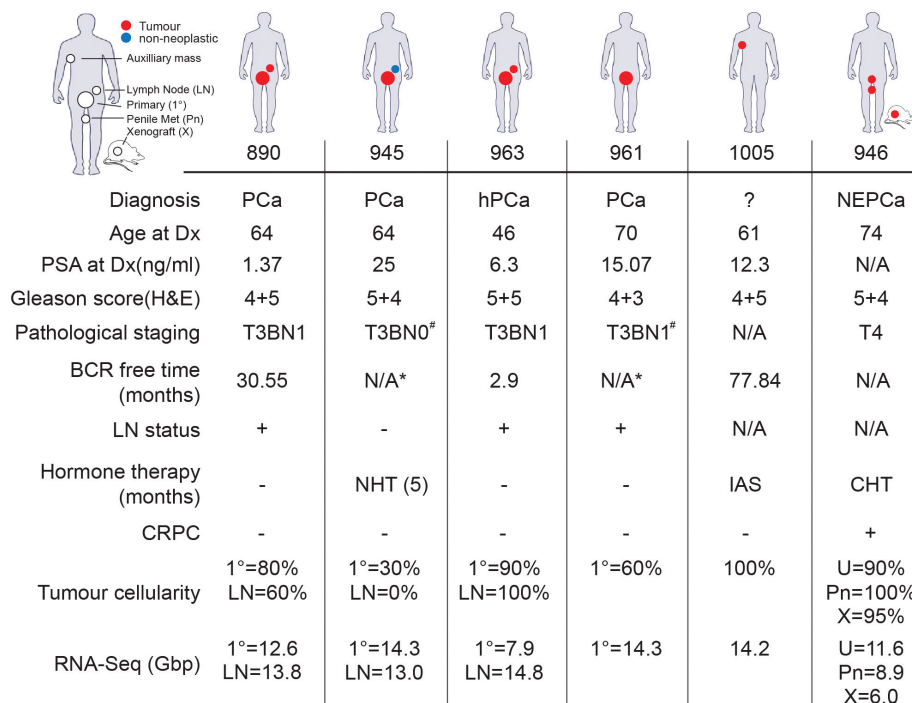 Tumour
non-neoplastic
Auxilliary mass
Lymph Node (LN)
Primary (1°)
Penile Met (Pn)
Xenograft (X)
890 945 963 961 1005 946
Diagnosis PCa PCa hPCa PCa ? NEPCa
Age at Dx 64 64 46 70 61 74
PSA at Dx(ng/ml) 1.37 25 6.3 15.07 12.3 N/A
Gleason score(H&E) 4+5 5+4 5+5 4+3 4+5 5+4
Pathological staging T3BN1 T3BN0# T3BN1 T3BN1# N/A T4
BCR free time
(months) 30.55 N/A* 2.9 N/A* 77.84 N/A
LN status + - + + N/A N/A
Hormone therapy
(months) - NHT (5) - - IAS CHT
CRPC - - - - - +
Tumour cellularity
1°=80% 1°=30% 1°=90% 1°=60% 100% U=90%
LN=60% LN=0% LN=100% Pn=100%
X=95%
RNA-Seq (Gbp)
1°=12.6 1°=14.3 1°=7.9 1°=14.3 14.2 U=11.6
LN=13.8 LN=13.0 LN=14.8 Pn=8.9
X=6.0